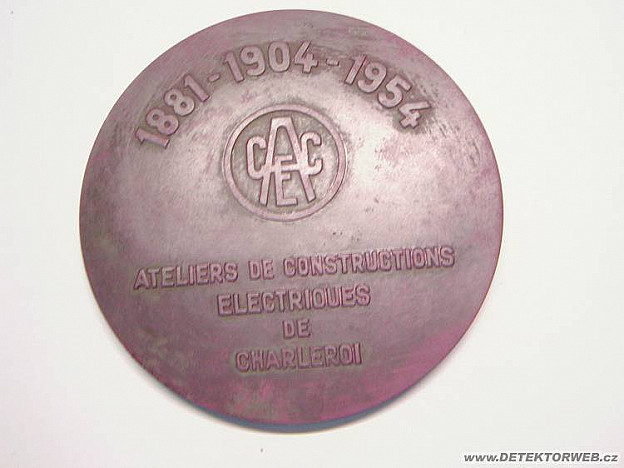 1881-1904-1954
ACEC
ATELIERS DE CONSTRUCTIONS
ELECTRIQUES
DE
CHARLEROI
www.DETEKTORWEB.cz